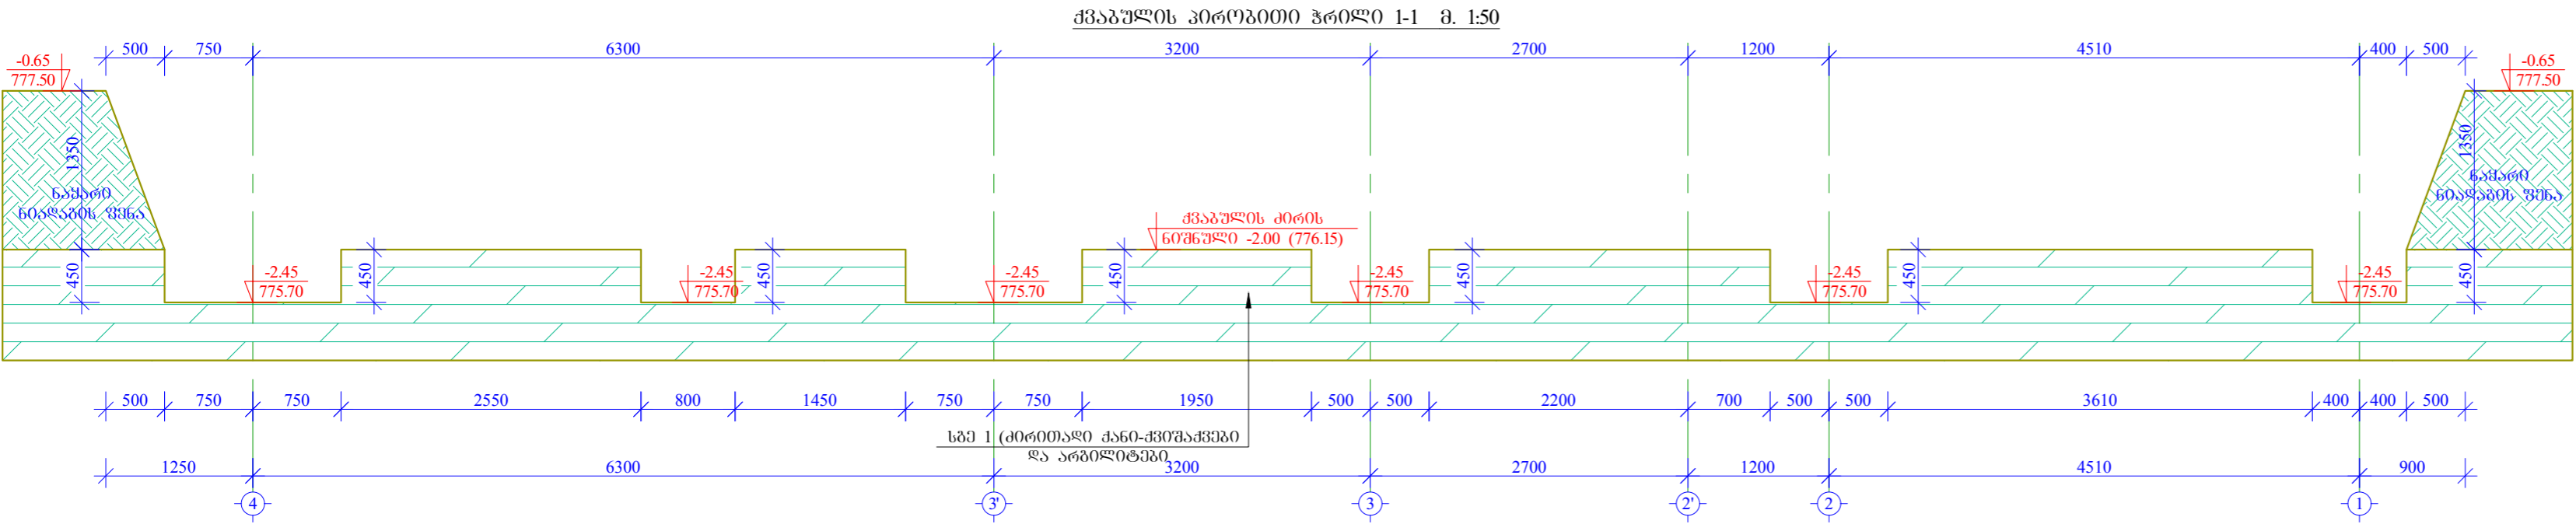 ქვაბულის პირობითი ჭრილი 1-1 მ. 1:50
500 750 6300 3200 2700 1200 4510 400 500
-0.65
777.50
-0.65
777.50
1350
1350
ნაყარი
ნიადაგის ფენა
ნაყარი
ნიადაგის ფენა
ქვაბულის ძირის
ნიშნული -2.00 (776.15)
450 450 450 450 450 450 450
-2.45
775.70
-2.45
775.70
-2.45
775.70
-2.45
775.70
-2.45
775.70
-2.45
775.70
500 750 750 2550 800 1450 750 750 1950 500 500 2200 700 500 500 3610 400 400 500
სგე 1 (ძირითადი ქანი-ქვიშაქვები
და არგილიტები
1250 6300 3200 2700 1200 4510 900
4 3' 3 2' 2 1